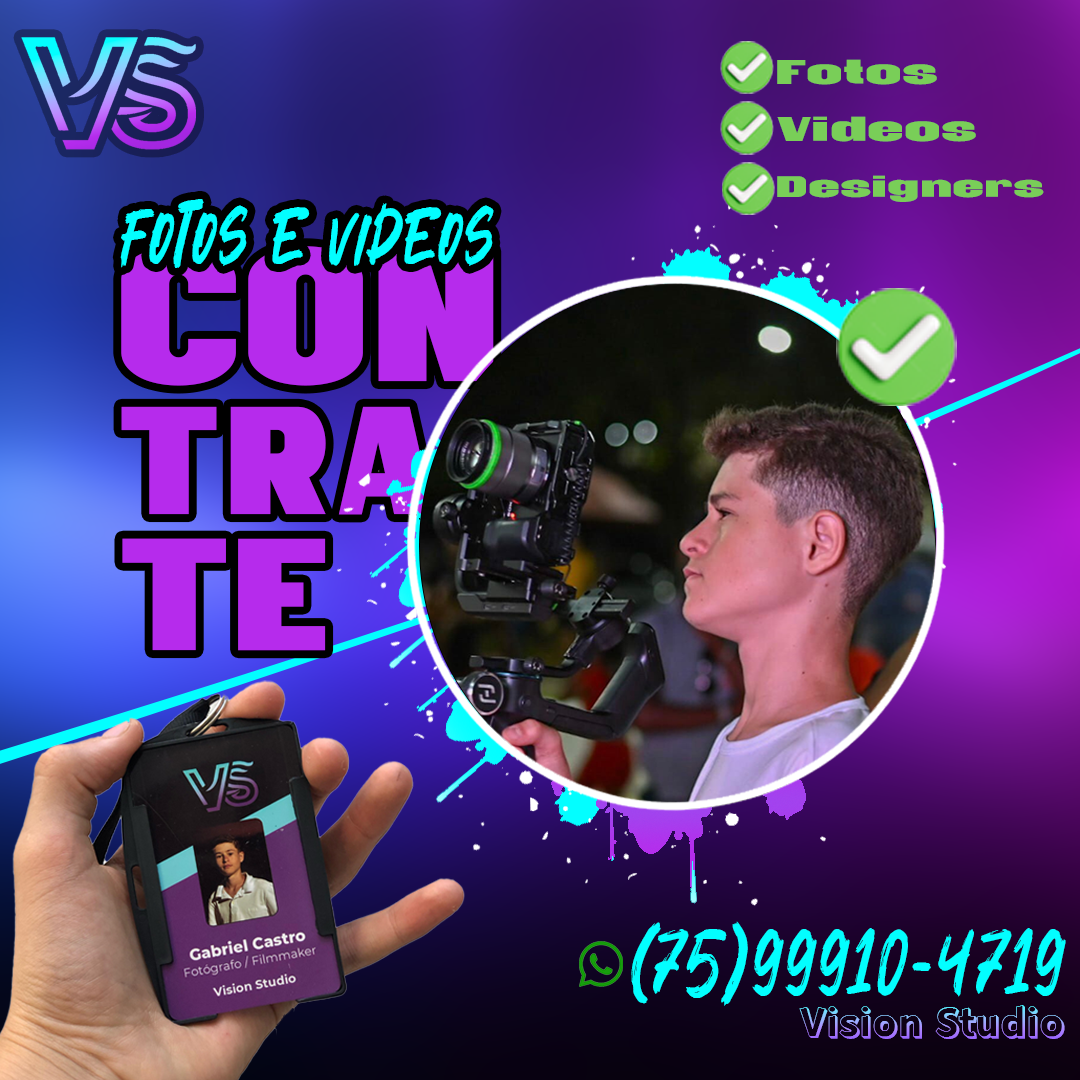 VS
Fotos
Videos
Designers
FOTOS E VIDEOS
CON
TRA
TE
VS
Gabriel Castro
Fotógrafo / Filmmaker
Vision Studio
(75)99910-4719
Vision Studio